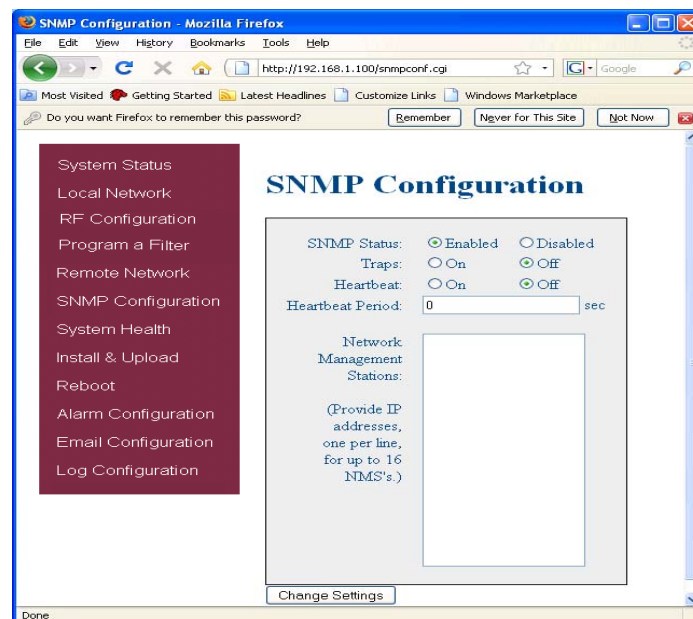 SNMP Configuration - Mozilla Firefox
File Edit View History Bookmarks Tools Help
http://192.168.1.100/snmpconf.cgi
G Google
Most Visited Getting Started Latest Headlines Customize Links Windows Marketplace
Do you want Firefox to remember this password? Remember Never for This Site Not Now
System Status
Local Network
RF Configuration
Program a Filter
Remote Network
SNMP Configuration
System Health
Install & Upload
Reboot
Alarm Configuration
Email Configuration
Log Configuration
SNMP Configuration
SNMP Status: Enabled Disabled
Traps: On Off
Heartbeat: On Off
Heartbeat Period: 0 sec
Network
Management
Stations:
(Provide IP
addresses,
one per line,
for up to 16
NMS's.)
Change Settings
Done